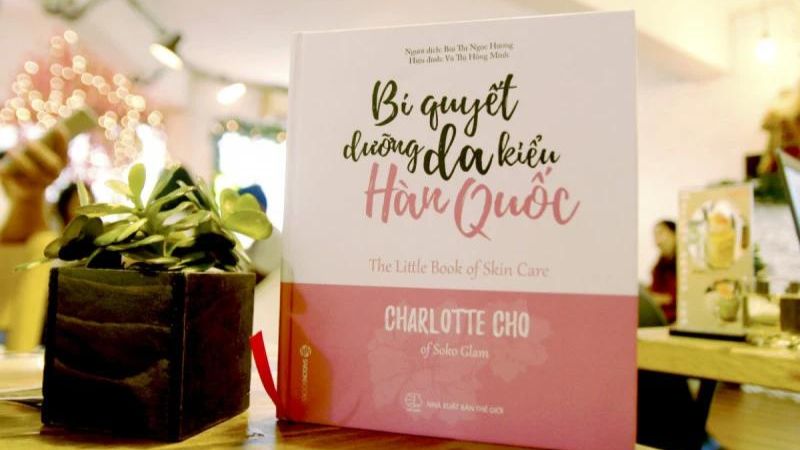 Người dịch: Bùi Thị Ngọc Hương
Hiệu đính: Vũ Thị Hồng Minh
Bí quyết
dưỡng da kiểu
Hàn Quốc
The Little Book of Skin Care
CHARLOTTE CHO
of Soko Glam
NHÀ XUẤT BẢN THẾ GIỚI
SAIGONBOOKS